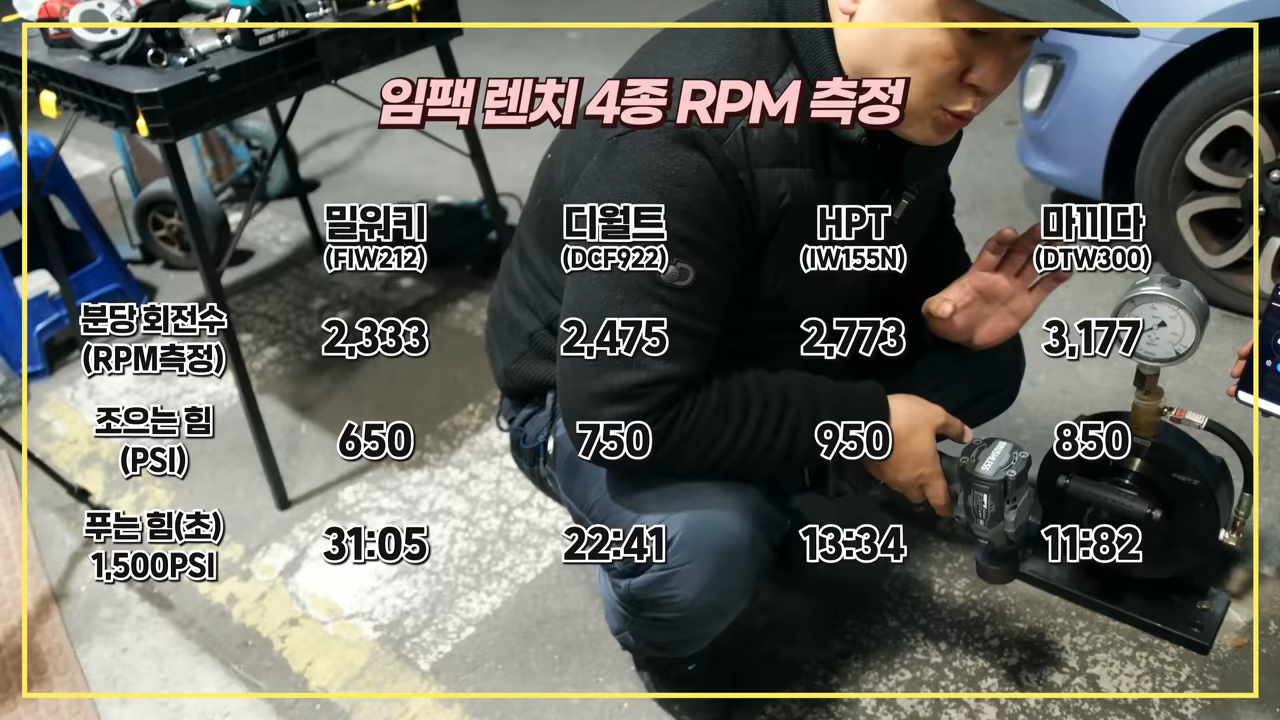 임팩 렌치 4종 RPM 측정
밀워키 디월트 HPT 마끼다
(FIW212) (DCF922) (IW155N) (DTW300)
분당 회전수
(RPM측정) 2,333 2,475 2,773 3,177
조으는 힘
(PSI) 650 750 950 850
푸는 힘(초)
1,500PSI 31:05 22:41 13:34 11:82
BRUSHLESS